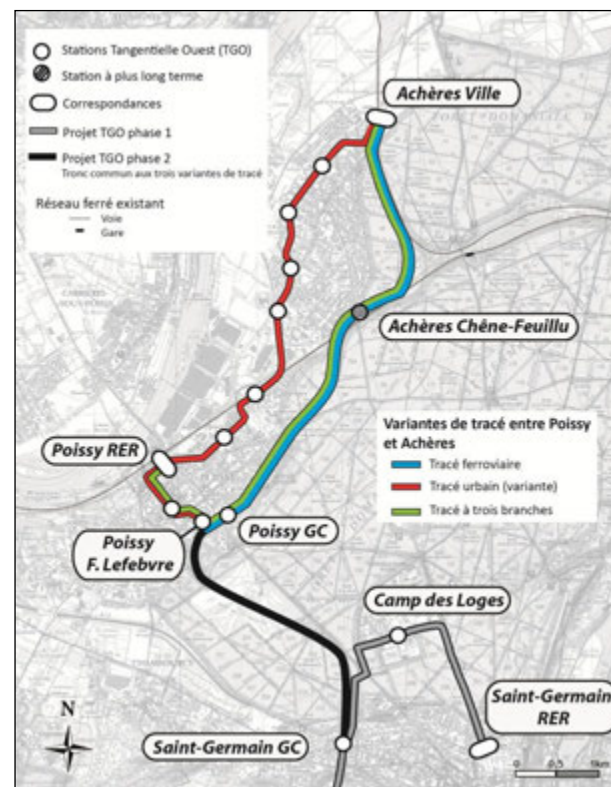 Stations Tangentielle Ouest (TGO)
Station à plus long terme
Correspondances
Projet TGO phase 1
Projet TGO phase 2
Tronc commun aux trois variantes de tracé
Réseau ferré existant
Voie
Gare
Achères Ville
Achères Chêne-Feuillu
Variantes de tracé entre Poissy
et Achères
Tracé ferroviaire
Tracé urbain (variante)
Tracé à trois branches
Poissy RER
Poissy GC
Poissy
F. Lefebvre
Camp des Loges
Saint-Germain
RER
Saint-Germain GC
N
0 0,5 1km